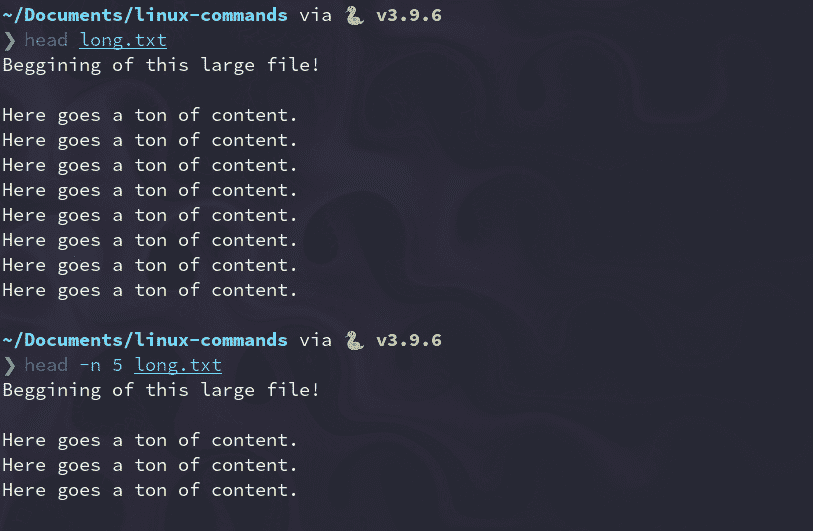 ~/Documents/linux-commands via 🐍 v3.9.6
❯ head long.txt
Beggining of this large file!

Here goes a ton of content.
Here goes a ton of content.
Here goes a ton of content.
Here goes a ton of content.
Here goes a ton of content.
Here goes a ton of content.
Here goes a ton of content.
Here goes a ton of content.

~/Documents/linux-commands via 🐍 v3.9.6
❯ head -n 5 long.txt
Beggining of this large file!

Here goes a ton of content.
Here goes a ton of content.
Here goes a ton of content.